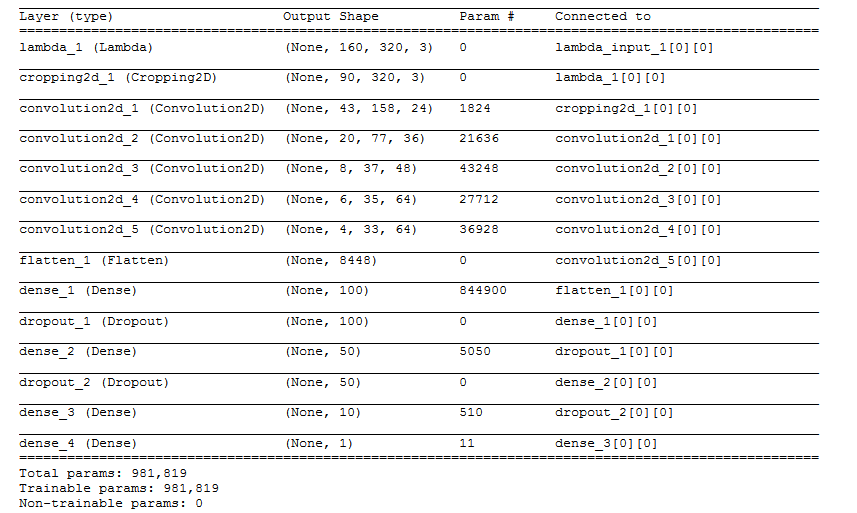 Layer (type) Output Shape Param # Connected to
====================================================================================================
lambda_1 (Lambda) (None, 160, 320, 3) 0 lambda_input_1[0][0]
cropping2d_1 (Cropping2D) (None, 90, 320, 3) 0 lambda_1[0][0]
convolution2d_1 (Convolution2D) (None, 43, 158, 24) 1824 cropping2d_1[0][0]
convolution2d_2 (Convolution2D) (None, 20, 77, 36) 21636 convolution2d_1[0][0]
convolution2d_3 (Convolution2D) (None, 8, 37, 48) 43248 convolution2d_2[0][0]
convolution2d_4 (Convolution2D) (None, 6, 35, 64) 27712 convolution2d_3[0][0]
convolution2d_5 (Convolution2D) (None, 4, 33, 64) 36928 convolution2d_4[0][0]
flatten_1 (Flatten) (None, 8448) 0 convolution2d_5[0][0]
dense_1 (Dense) (None, 100) 844900 flatten_1[0][0]
dropout_1 (Dropout) (None, 100) 0 dense_1[0][0]
dense_2 (Dense) (None, 50) 5050 dropout_1[0][0]
dropout_2 (Dropout) (None, 50) 0 dense_2[0][0]
dense_3 (Dense) (None, 10) 510 dropout_2[0][0]
dense_4 (Dense) (None, 1) 11 dense_3[0][0]
====================================================================================================
Total params: 981,819
Trainable params: 981,819
Non-trainable params: 0